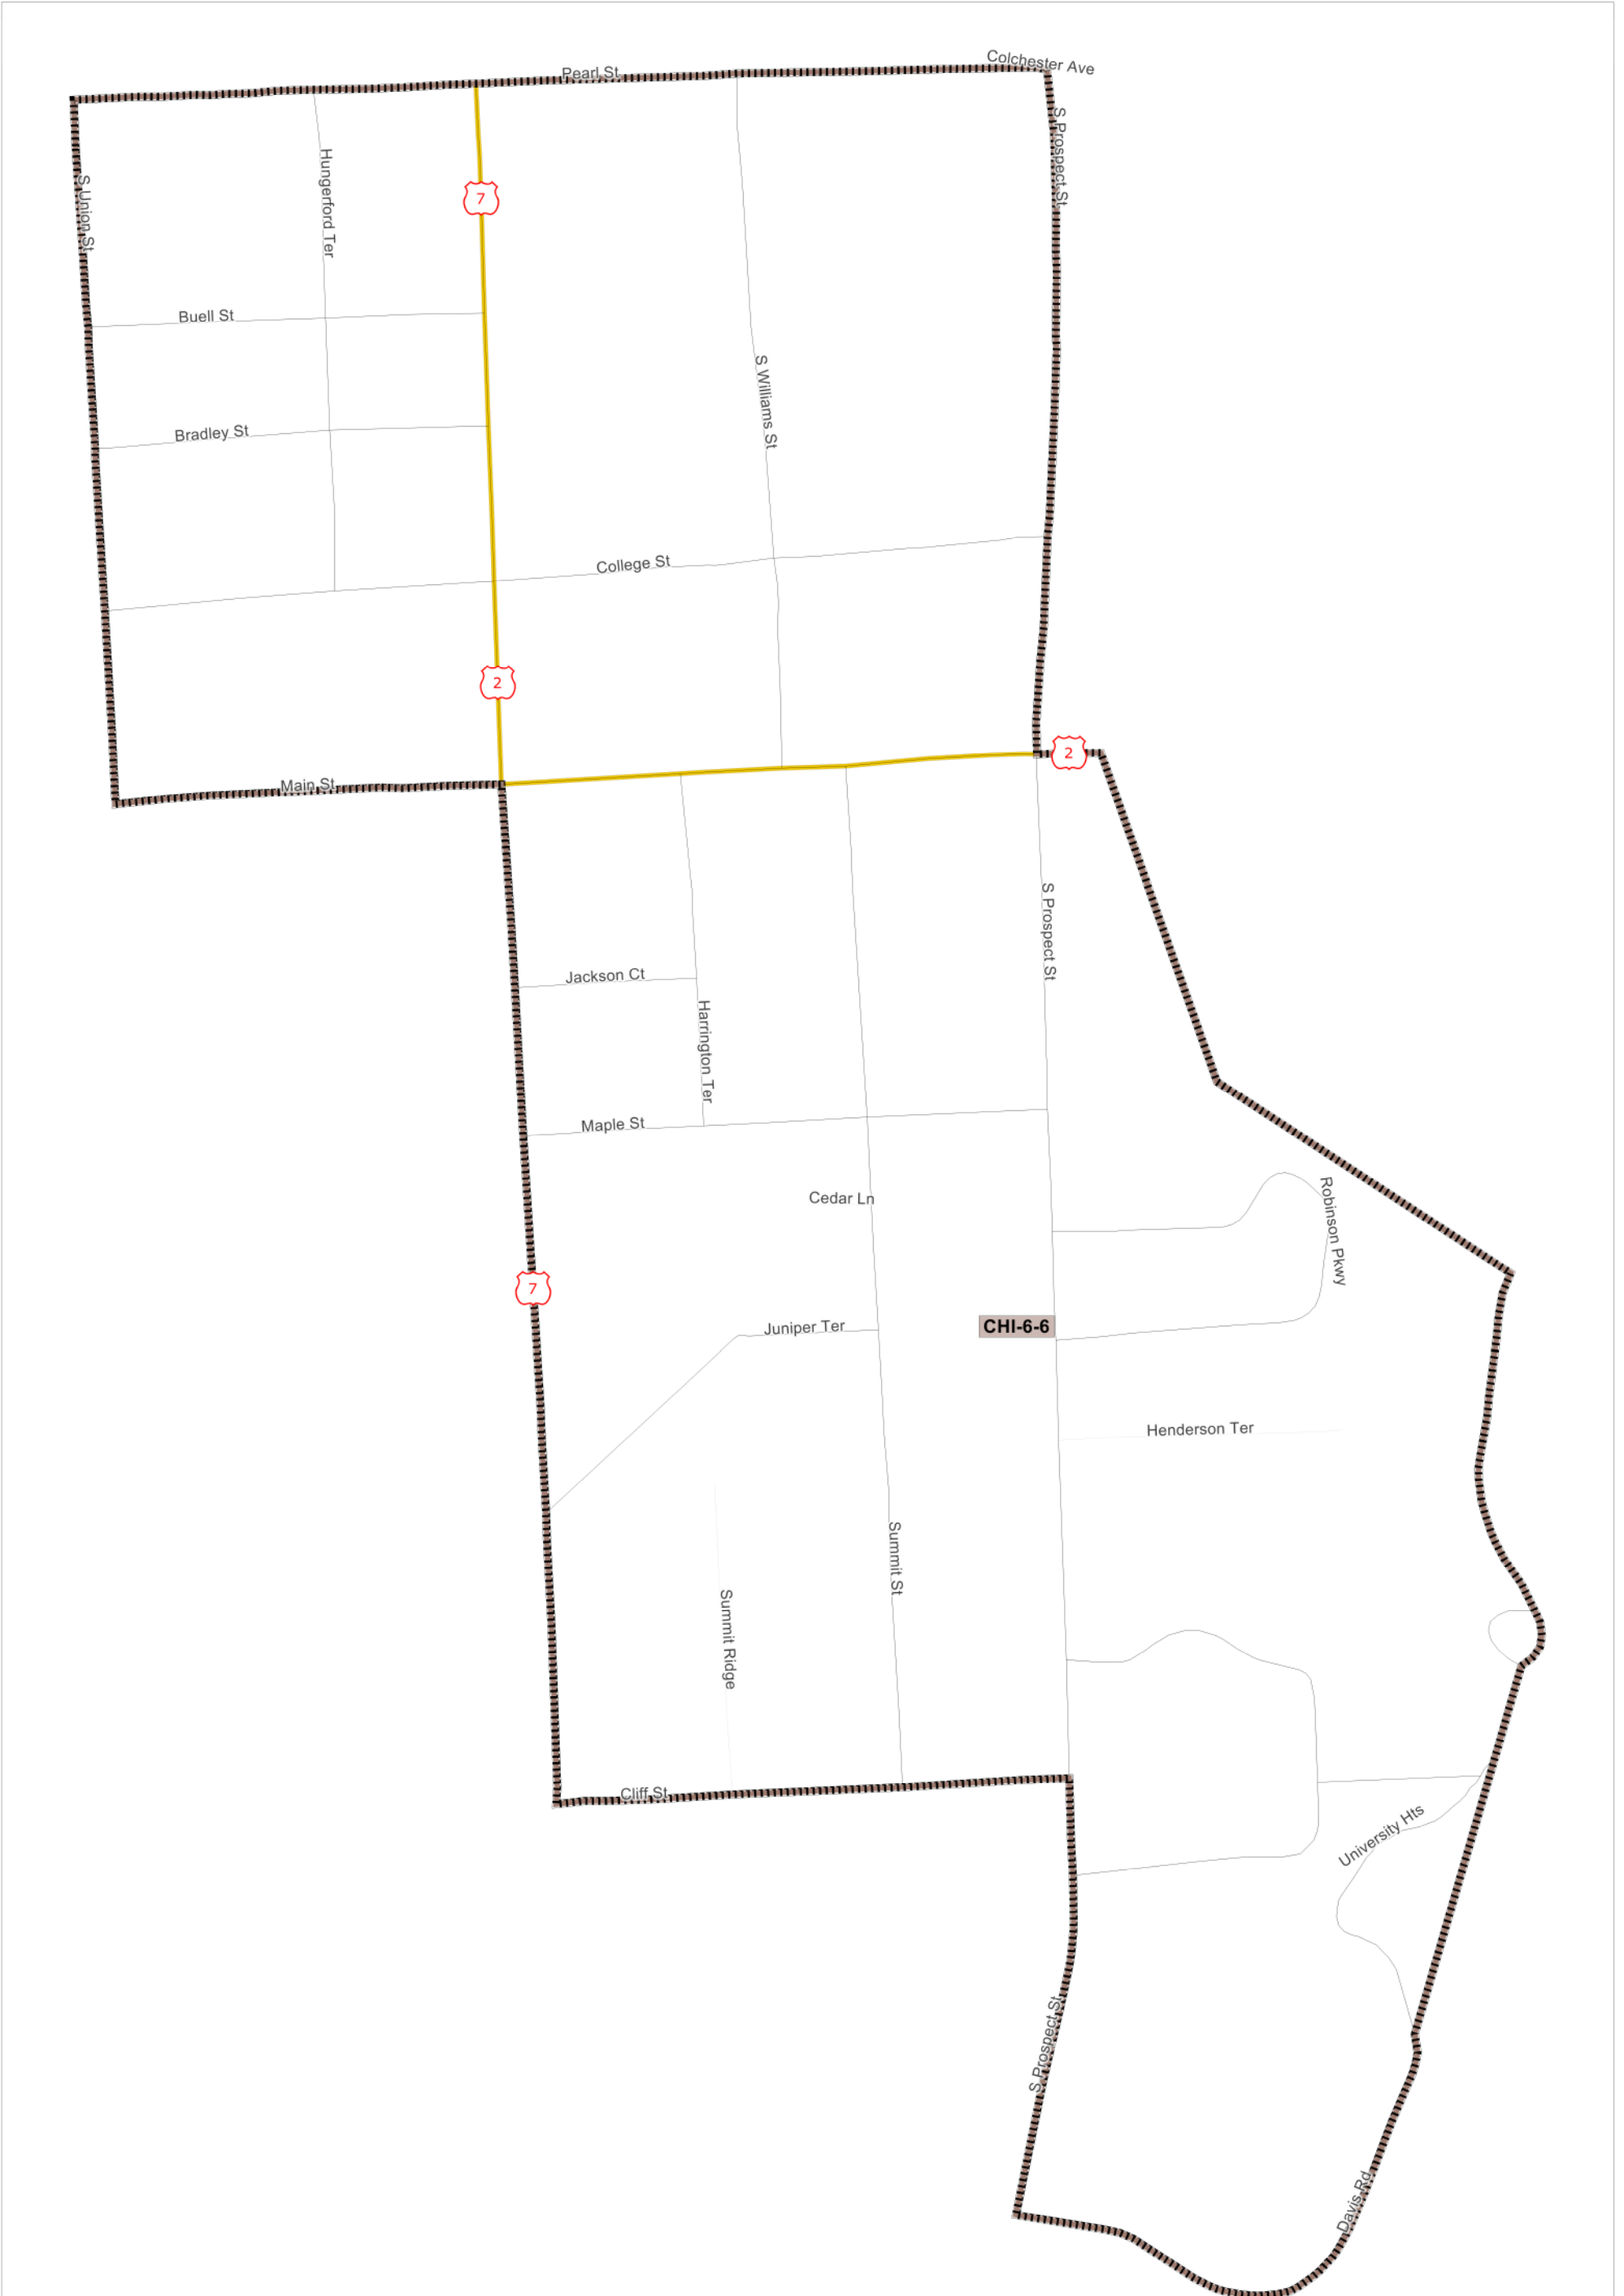 Colchester Ave
Pearl St
S Prospect St
S Union St
Hungerford Ter
7
Buell St
S Williams St
Bradley St
College St
2
2
Main St
S Prospect St
Jackson Ct
Harrington Ter
Maple St
Cedar Ln
Robinson Pkwy
7
Juniper Ter
CHI-6-6
Henderson Ter
Summit St
Summit Ridge
Cliff St
University Hts
S Prospect St
Davis Rd